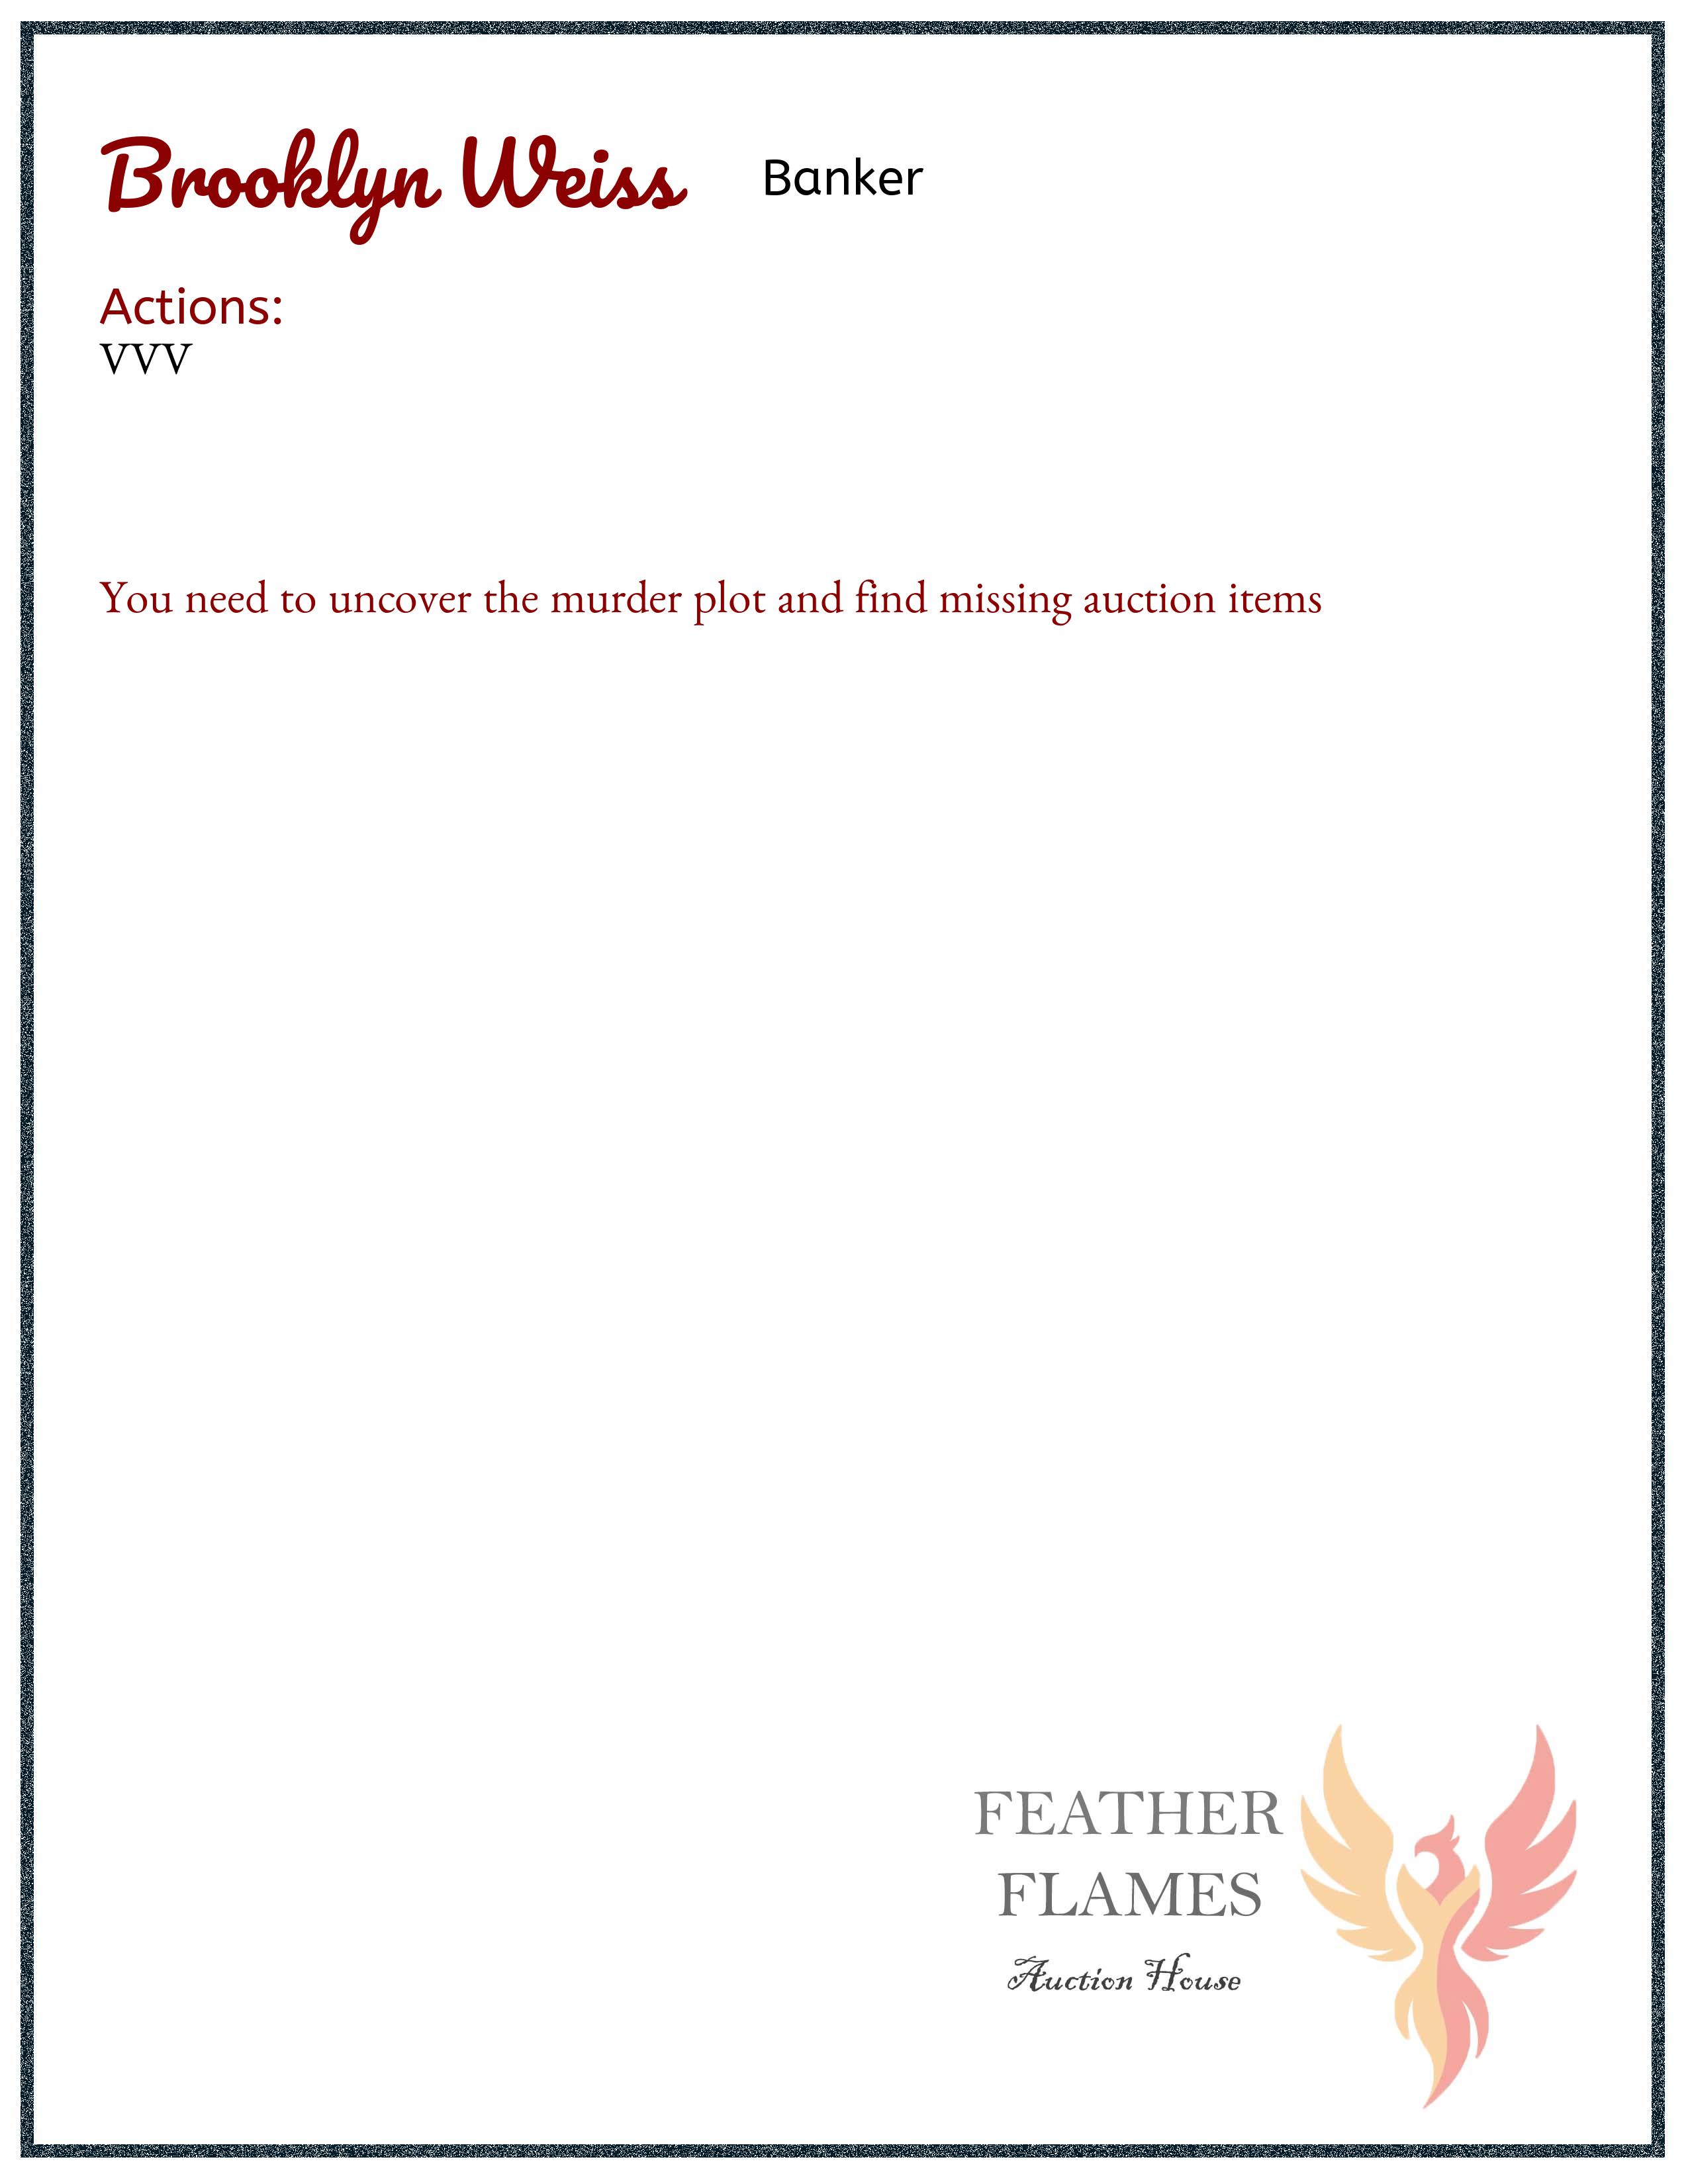 Brooklyn Weiss Banker
Actions:
VVV
You need to uncover the murder plot and find missing auction items
FEATHER
FLAMES
Auction House